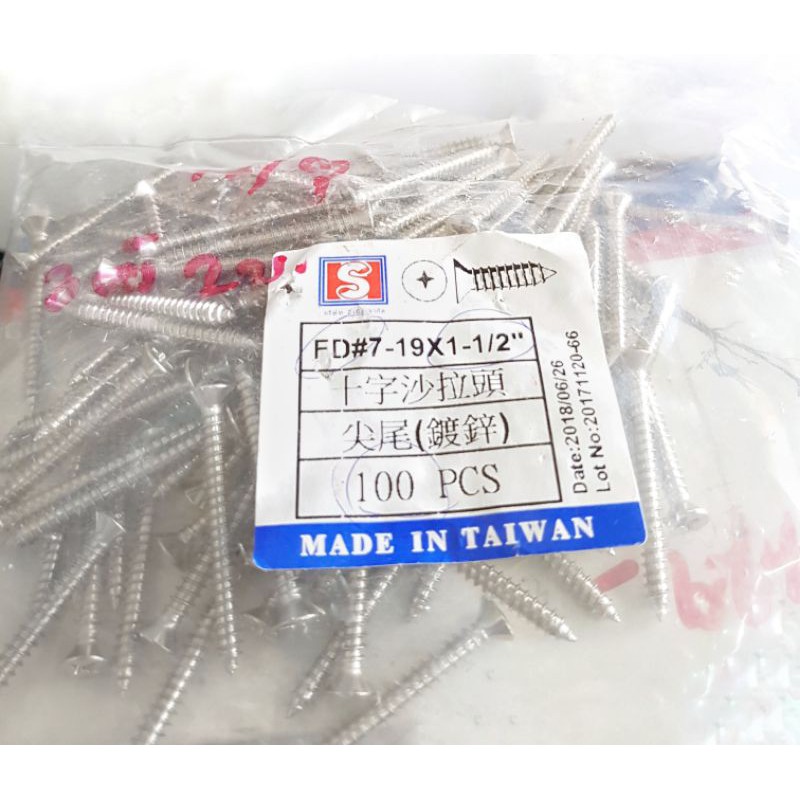 S
FD#7-19X1-1/2"
十字沙拉頭
尖尾(鍍鋅)
100 PCS
Date:2018/06/26
Lot No:20171120-66
MADE IN TAIWAN